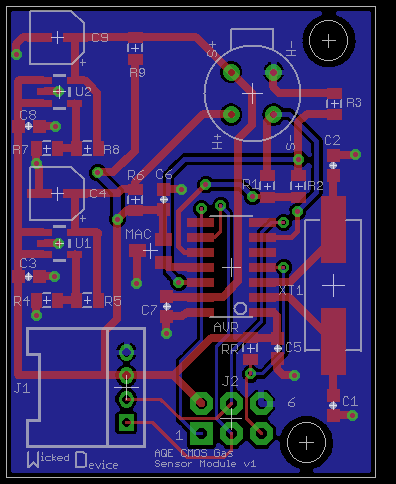 C9
S+
H-
R9
U2
R3
C8
H+
S-
R7
R8
C2
R6
C6
R1
R2
C4
MAC
U1
C3
XT1
R4
R5
C7
AVR
RR
C5
J1
J2
C1
6
1
Wicked Device
AQE CMOS Gas
Sensor Module v1